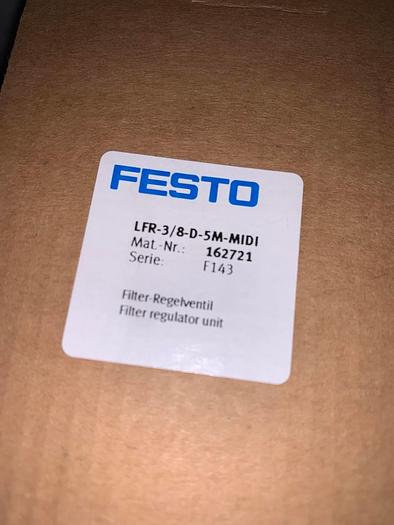 FESTO
LFR-3/8-D-5M-MIDI
Mat.-Nr.: 162721
Serie: F143
Filter-Regelventil
Filter regulator unit